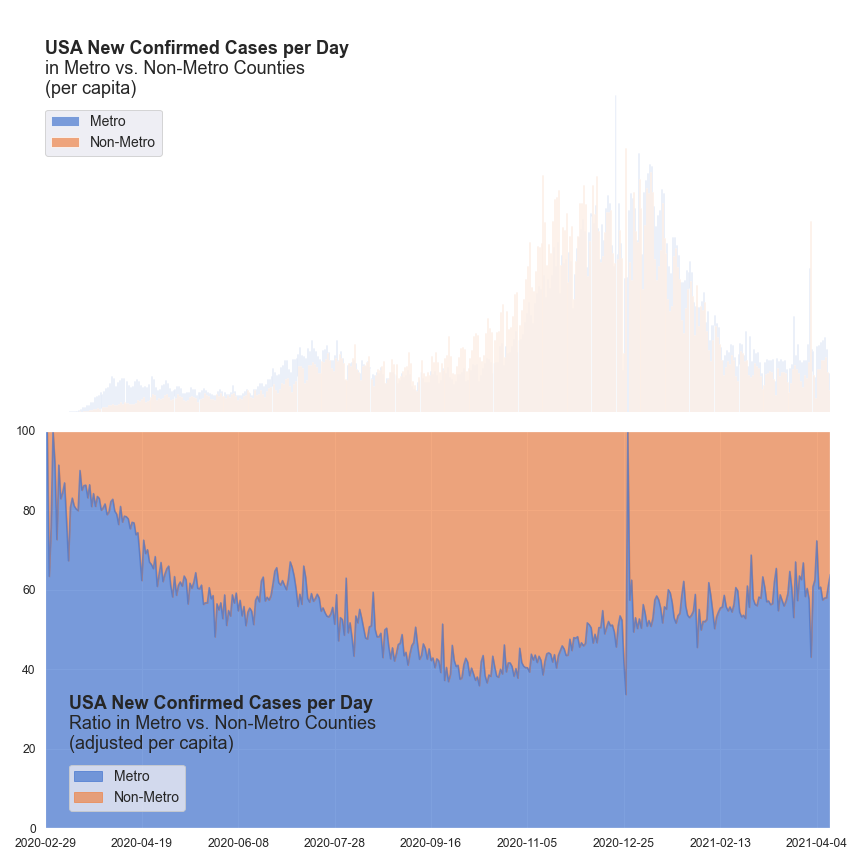 USA New Confirmed Cases per Day
in Metro vs. Non-Metro Counties
(per capita)
Metro
Non-Metro
100
80
60
40
20
0
USA New Confirmed Cases per Day
Ratio in Metro vs. Non-Metro Counties
(adjusted per capita)
Metro
Non-Metro
2020-02-29 2020-04-19 2020-06-08 2020-07-28 2020-09-16 2020-11-05 2020-12-25 2021-02-13 2021-04-04